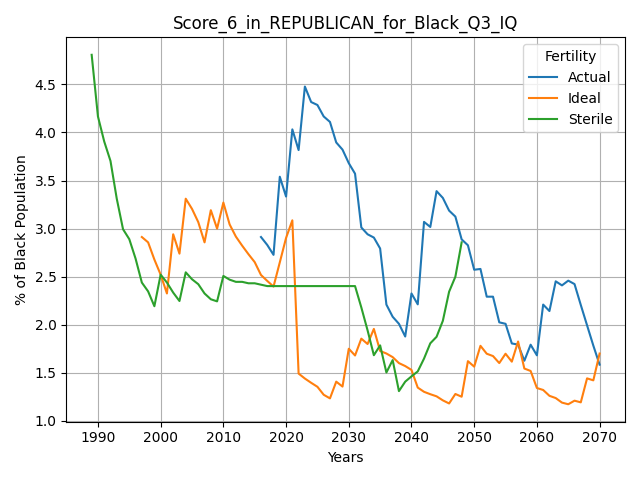 Score_6_in_REPUBLICAN_for_Black_Q3_IQ
Fertility
Actual
Ideal
Sterile
% of Black Population
4.5
4.0
3.5
3.0
2.5
2.0
1.5
1.0
1990 2000 2010 2020 2030 2040 2050 2060 2070
Years